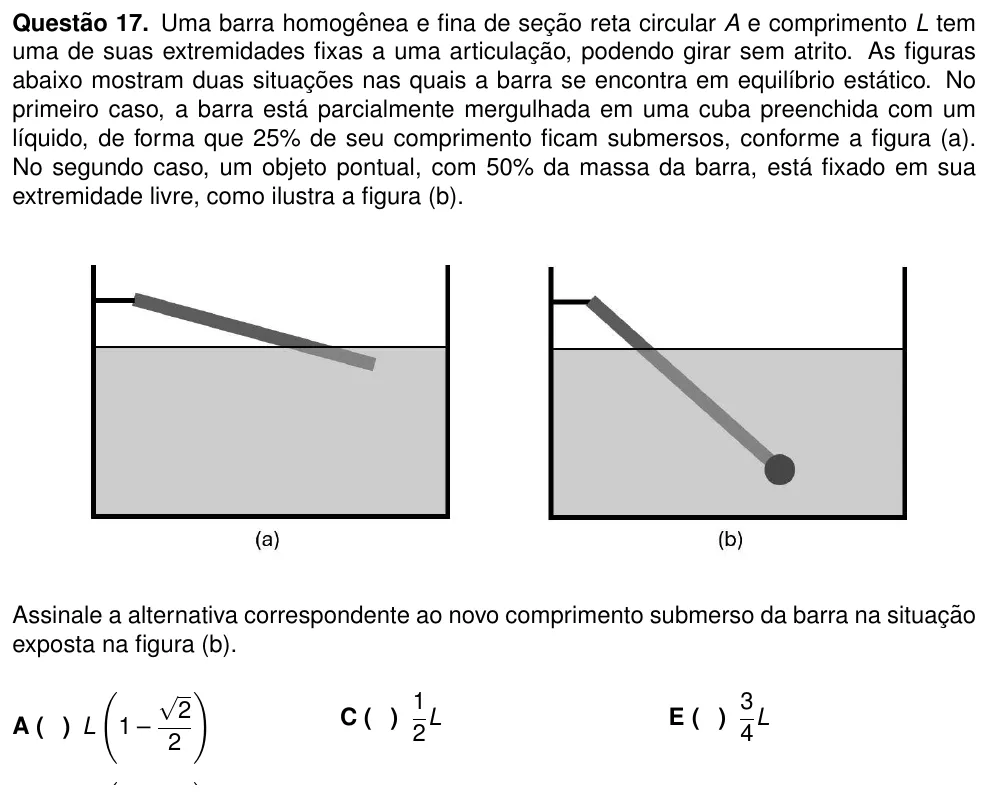 Questão 17. Uma barra homogênea e fina de seção reta circular A e comprimento L tem
uma de suas extremidades fixas a uma articulação, podendo girar sem atrito. As figuras
abaixo mostram duas situações nas quais a barra se encontra em equilíbrio estático. No
primeiro caso, a barra está parcialmente mergulhada em uma cuba preenchida com um
líquido, de forma que 25% de seu comprimento ficam submersos, conforme a figura (a).
No segundo caso, um objeto pontual, com 50% da massa da barra, está fixado em sua
extremidade livre, como ilustra a figura (b).
(a) (b)
Assinale a alternativa correspondente ao novo comprimento submerso da barra na situação
exposta na figura (b).
A ( ) L(1 – √2/2) C ( ) 1/2 L E ( ) 3/4 L